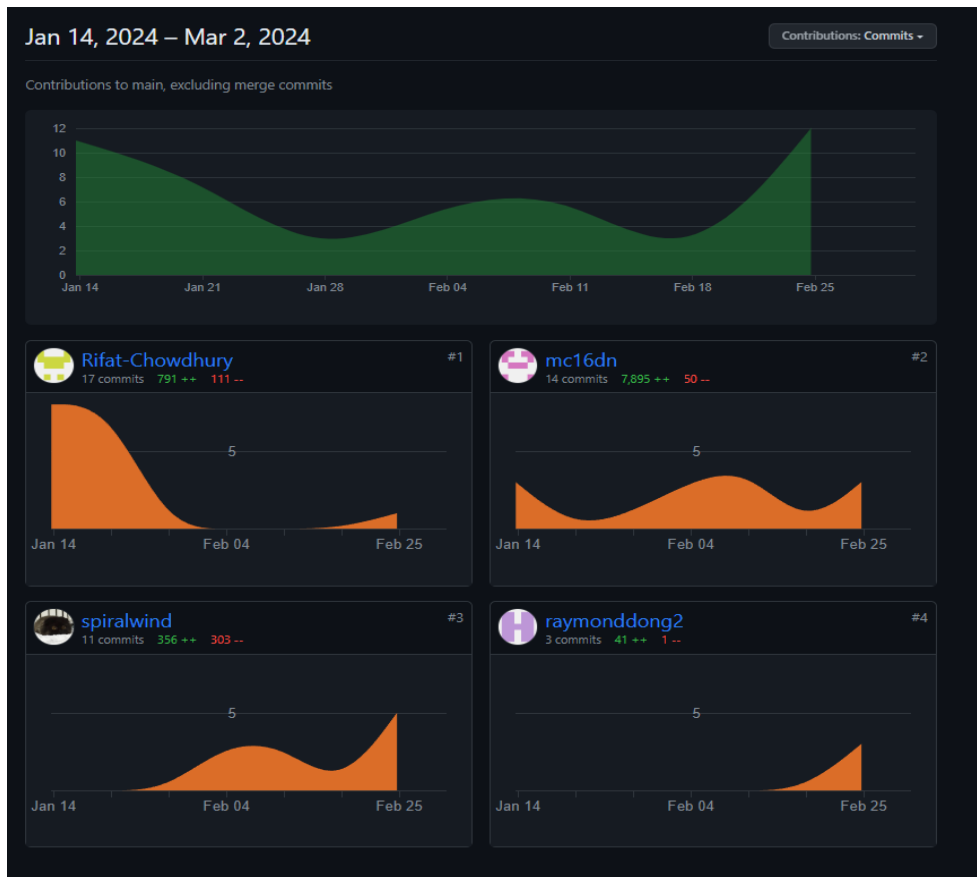 Jan 14, 2024 – Mar 2, 2024
Contributions: Commits
Contributions to main, excluding merge commits
12
10
8
6
4
2
0
Jan 14 Jan 21 Jan 28 Feb 04 Feb 11 Feb 18 Feb 25
Rifat-Chowdhury #1
17 commits 791 ++ 111 --
5
Jan 14 Feb 04 Feb 25
mc16dn #2
14 commits 7,895 ++ 50 --
5
Jan 14 Feb 04 Feb 25
spiralwind #3
11 commits 356 ++ 303 --
5
Jan 14 Feb 04 Feb 25
raymonddong2 #4
3 commits 41 ++ 1 --
5
Jan 14 Feb 04 Feb 25